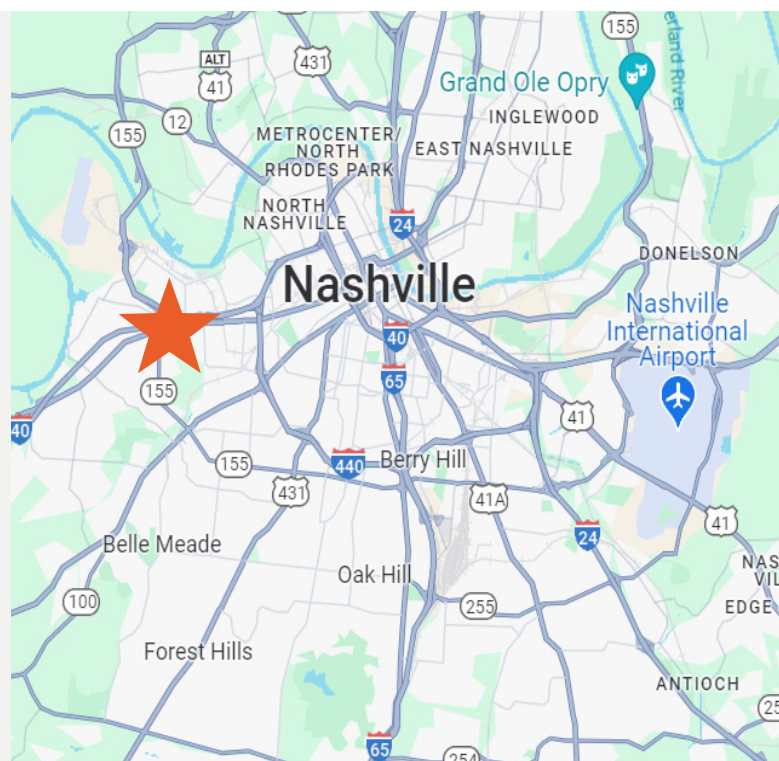 155
ALT
41
431
erland River
Grand Ole Opry
12
155
INGLEWOOD
METROCENTER/
NORTH
RHODES PARK
EAST NASHVILLE
NORTH
NASHVILLE
24
DONELSON
Nashville
Nashville
International
Airport
40
65
155
41
40
440
Berry Hill
155
431
41A
41
24
Belle Meade
NAS
VIL
Oak Hill
100
255
EDGE
Forest Hills
ANTIOCH
25
65
254